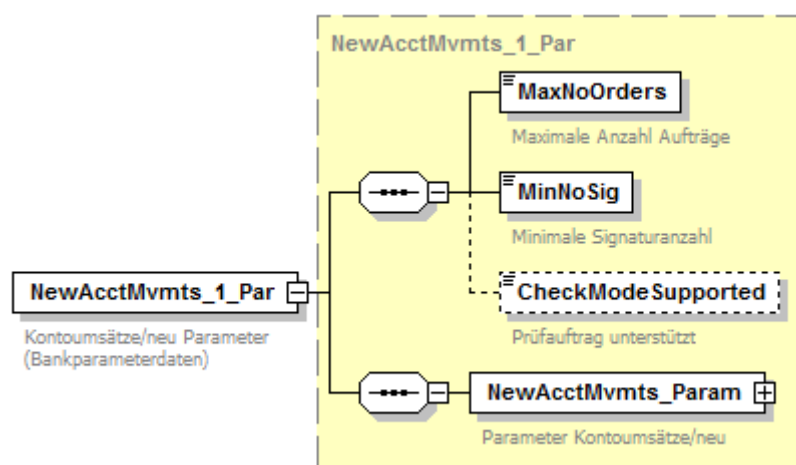 NewAcctMvmts_1_Par
MaxNoOrders
Maximale Anzahl Aufträge
MinNoSig
Minimale Signaturanzahl
CheckModeSupported
Prüfauftrag unterstützt
NewAcctMvmts_1_Par
Kontoumsätze/neu Parameter
(Bankparameterdaten)
NewAcctMvmts_Param
Parameter Kontoumsätze/neu